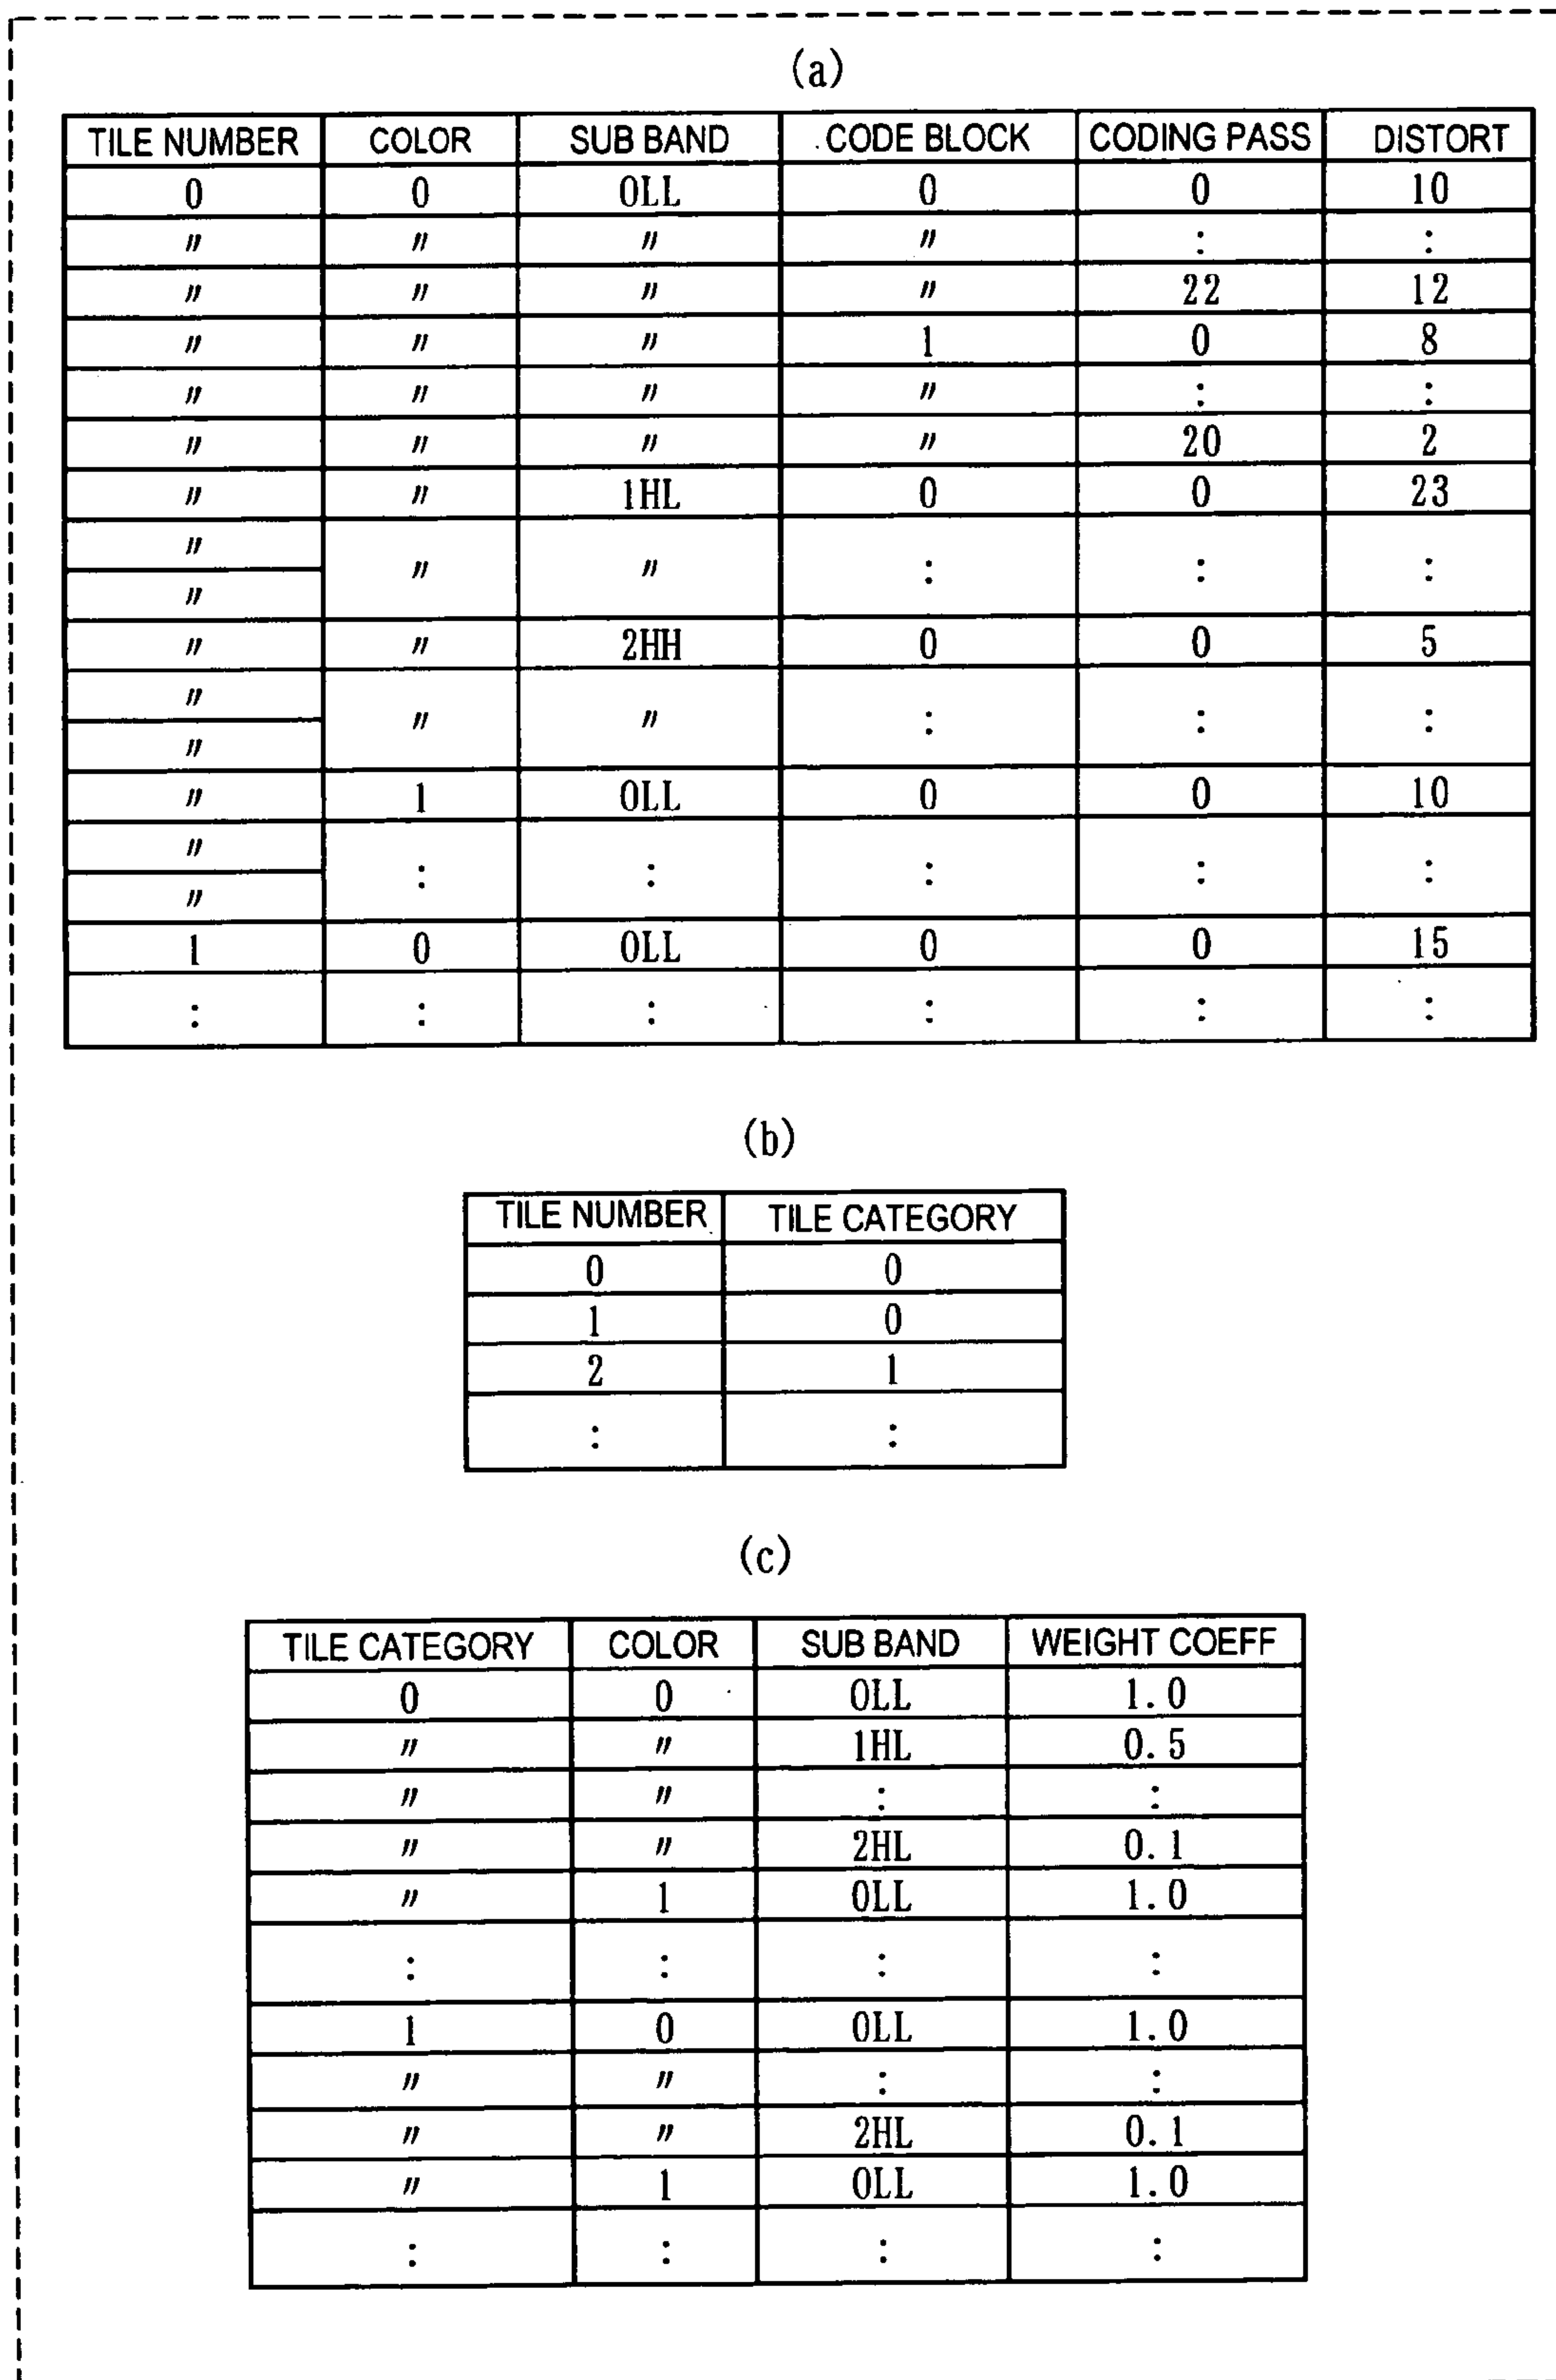 (a)
TILE NUMBER COLOR SUB BAND CODE BLOCK CODING PASS DISTORT
0 0 0LL 0 0 10
〃 〃 〃 〃 : :
〃 〃 〃 〃 22 12
〃 〃 〃 1 0 8
〃 〃 〃 〃 : :
〃 〃 〃 〃 20 2
〃 〃 1HL 0 0 23
〃
〃 〃 : : :
〃
〃 〃 2HH 0 0 5
〃
〃 〃 : : :
〃
〃 1 0LL 0 0 10
〃
: : : : :
〃
1 0 0LL 0 0 15
: : : : : :
(b)
TILE NUMBER TILE CATEGORY
0 0
1 0
2 1
: :
(c)
TILE CATEGORY COLOR SUB BAND WEIGHT COEFF
0 0 0LL 1.0
〃 〃 1HL 0.5
〃 〃 : :
〃 〃 2HL 0.1
〃 1 0LL 1.0
: : : :
1 0 0LL 1.0
〃 〃 : :
〃 〃 2HL 0.1
〃 1 0LL 1.0
: : : :